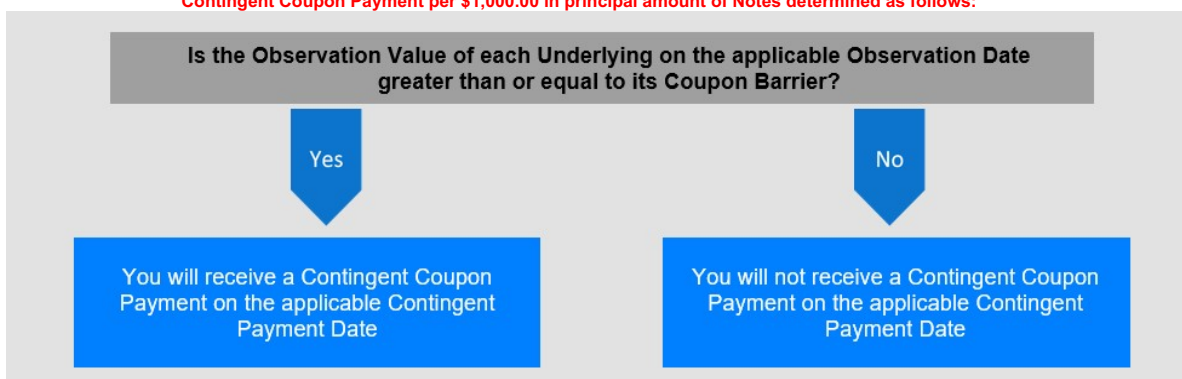 Contingent Coupon Payment per $1,000.00 in principal amount of Notes determined as follows:
Is the Observation Value of each Underlying on the applicable Observation Date
greater than or equal to its Coupon Barrier?
Yes
No
You will receive a Contingent Coupon
Payment on the applicable Contingent
Payment Date
You will not receive a Contingent Coupon
Payment on the applicable Contingent
Payment Date